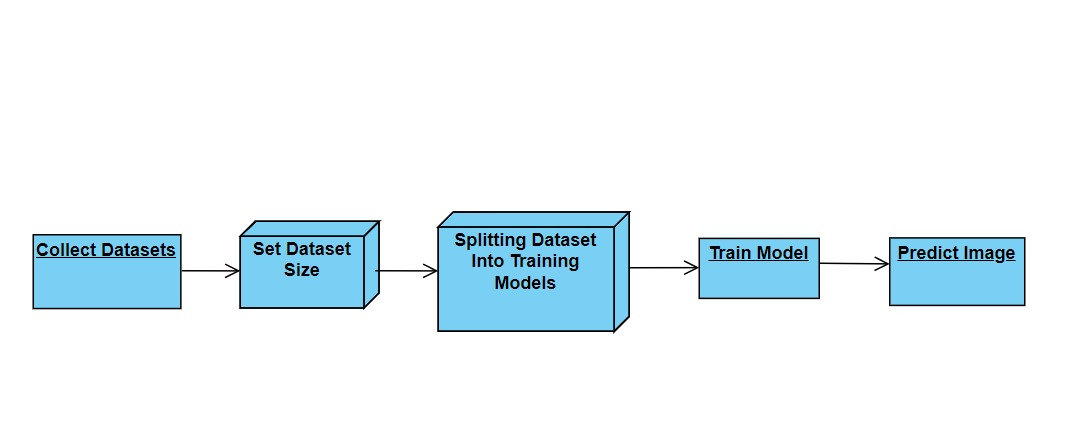 Collect Datasets
Set Dataset
Size
Splitting Dataset
Into Training
Models
Train Model
Predict Image